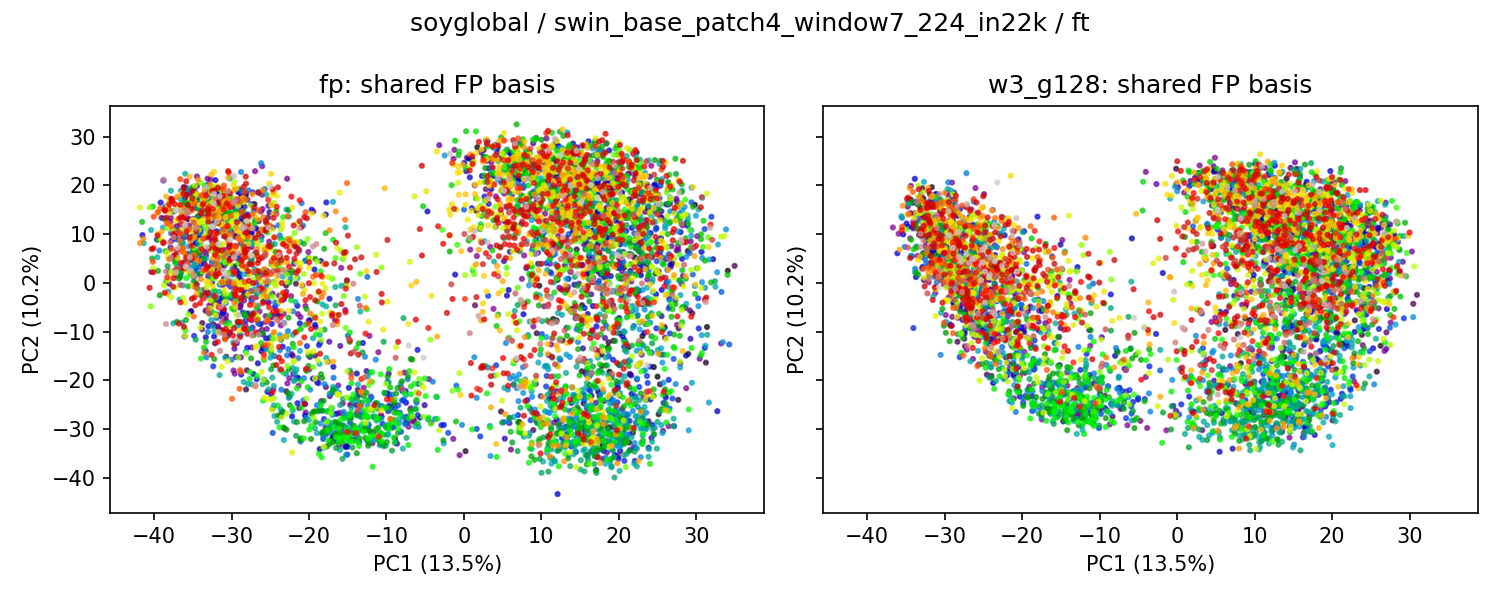 soyglobal / swin_base_patch4_window7_224_in22k / ft
fp: shared FP basis
w3_g128: shared FP basis
30
20
10
0
−10
−20
−30
−40
PC2 (10.2%)
PC2 (10.2%)
−40 −30 −20 −10 0 10 20 30
−40 −30 −20 −10 0 10 20 30
PC1 (13.5%)
PC1 (13.5%)